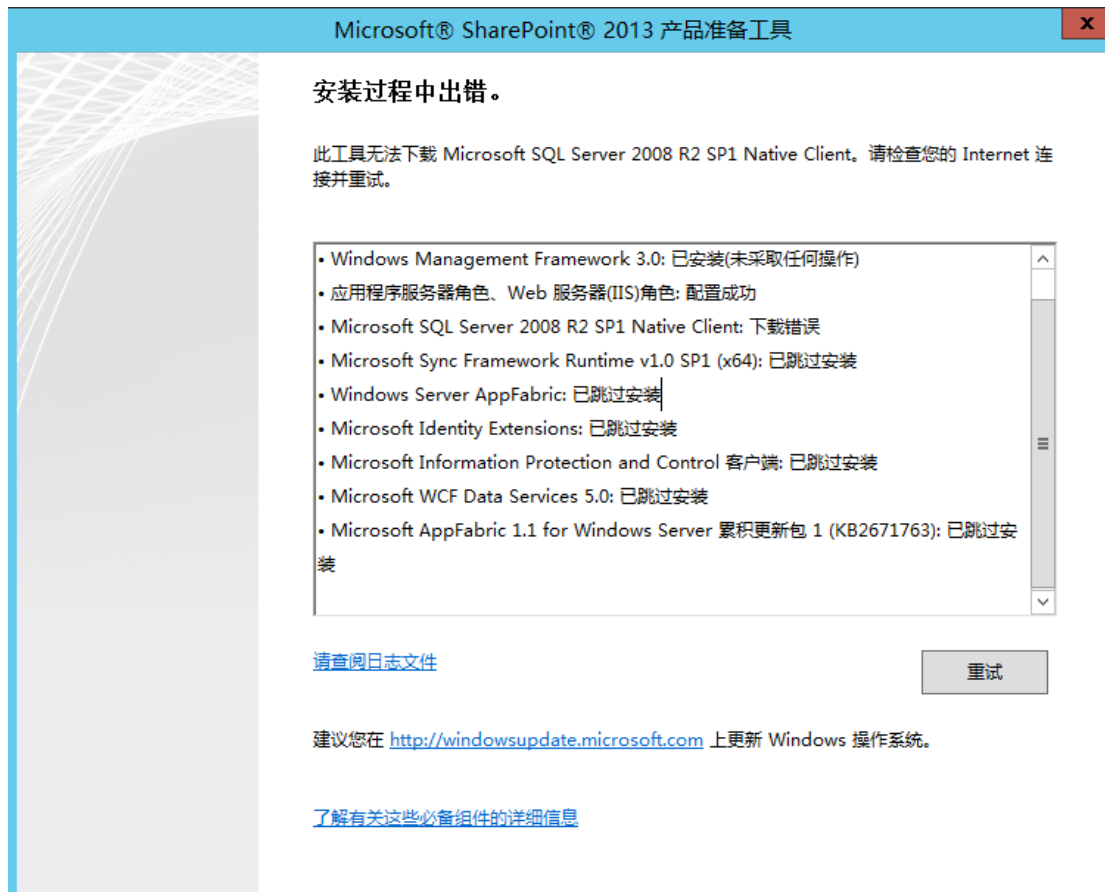 Microsoft® SharePoint® 2013 产品准备工具
x
安装过程中出错。
此工具无法下载 Microsoft SQL Server 2008 R2 SP1 Native Client。请检查您的 Internet 连
接并重试。
• Windows Management Framework 3.0: 已安装(未采取任何操作)
• 应用程序服务器角色、Web 服务器(IIS)角色: 配置成功
• Microsoft SQL Server 2008 R2 SP1 Native Client: 下载错误
• Microsoft Sync Framework Runtime v1.0 SP1 (x64): 已跳过安装
• Windows Server AppFabric: 已跳过安装
• Microsoft Identity Extensions: 已跳过安装
• Microsoft Information Protection and Control 客户端: 已跳过安装
• Microsoft WCF Data Services 5.0: 已跳过安装
• Microsoft AppFabric 1.1 for Windows Server 累积更新包 1 (KB2671763): 已跳过安
装
请查阅日志文件
重试
建议您在 http://windowsupdate.microsoft.com 上更新 Windows 操作系统。
了解有关这些必备组件的详细信息